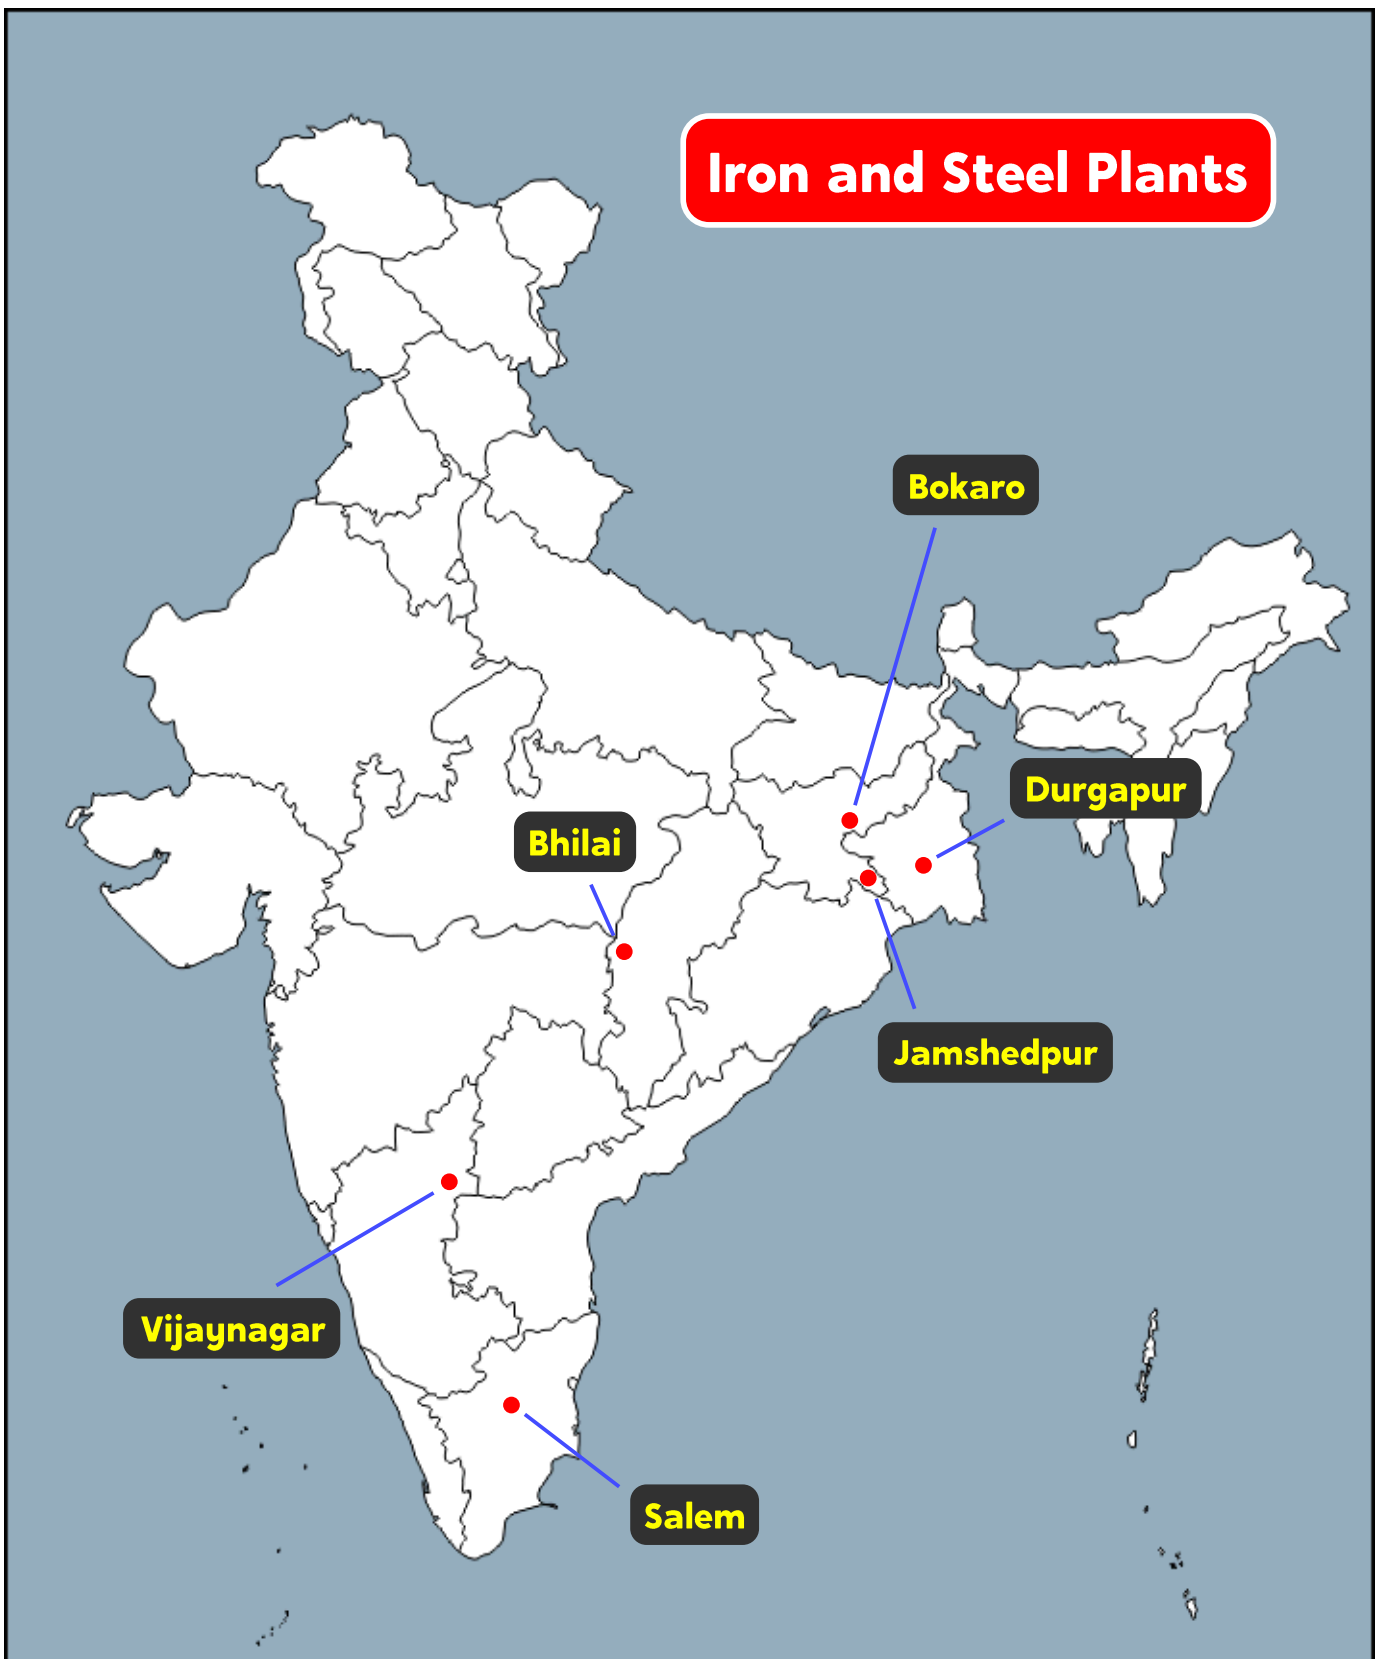 Iron and Steel Plants
Bokaro
Durgapur
Bhilai
Jamshedpur
Vijaynagar
Salem